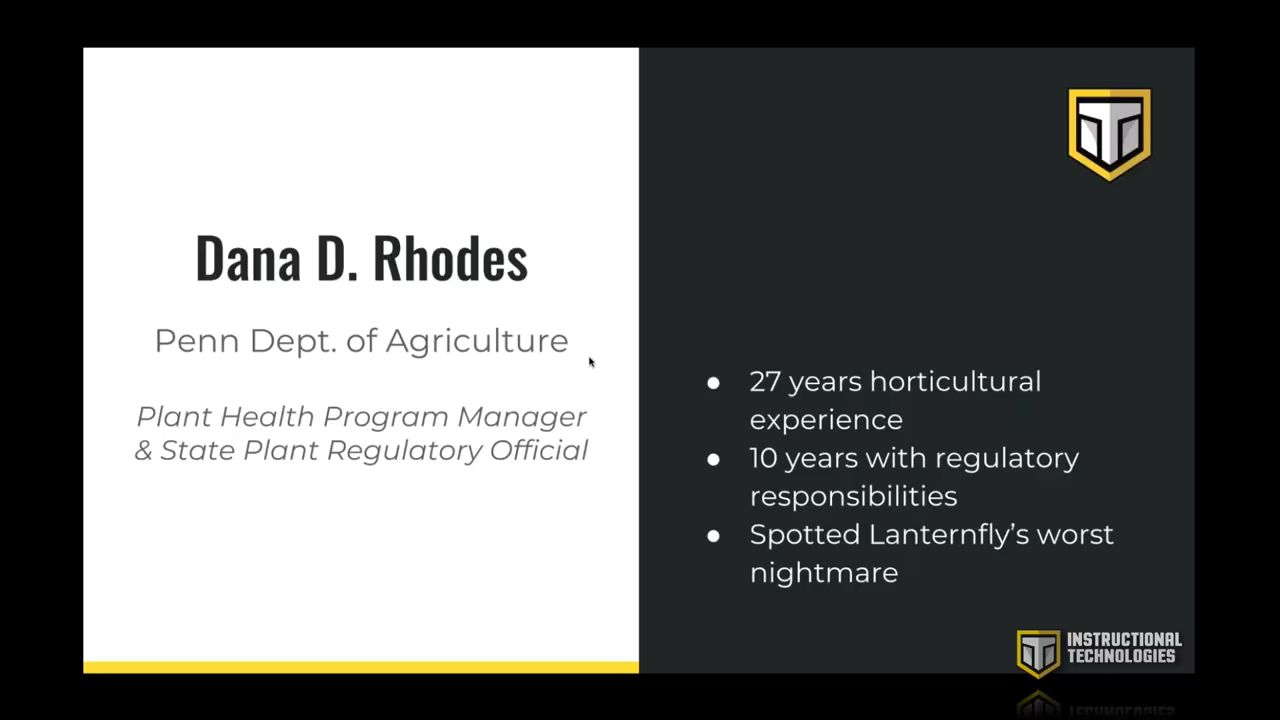 Dana D. Rhodes
Penn Dept. of Agriculture
Plant Health Program Manager
& State Plant Regulatory Official
● 27 years horticultural
experience
● 10 years with regulatory
responsibilities
● Spotted Lanternfly’s worst
nightmare
INSTRUCTIONAL
TECHNOLOGIES